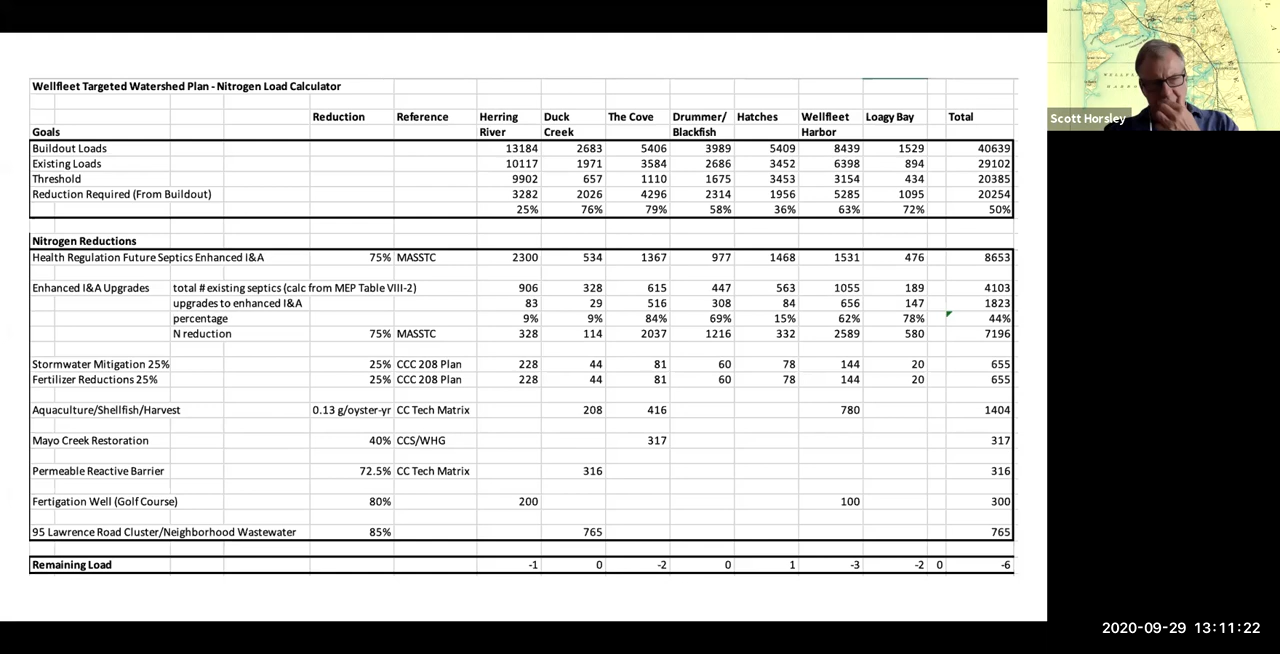 Wellfleet Targeted Watershed Plan - Nitrogen Load Calculator
Reduction Reference Herring Duck The Cove Drummer/ Hatches Wellfleet Loagy Bay Total
Goals River Creek Blackfish Harbor
Buildout Loads 13184 2683 5406 3989 5409 8439 1529 40639
Existing Loads 10117 1971 3584 2686 3452 6398 894 29102
Threshold 9902 657 1110 1675 3453 3154 434 20385
Reduction Required (From Buildout) 3282 2026 4296 2314 1956 5285 1095 20254
25% 76% 79% 58% 36% 63% 72% 50%
Nitrogen Reductions
Health Regulation Future Septics Enhanced I&A 75% MASSTC 2300 534 1367 977 1468 1531 476 8653
Enhanced I&A Upgrades total # existing septics (calc from MEP Table VIII-2) 906 328 615 447 563 1055 189 4103
upgrades to enhanced I&A 83 29 516 308 84 656 147 1823
percentage 9% 9% 84% 69% 15% 62% 78% 44%
N reduction 75% MASSTC 328 114 2037 1216 332 2589 580 7196
Stormwater Mitigation 25% 25% CCC 208 Plan 228 44 81 60 78 144 20 655
Fertilizer Reductions 25% 25% CCC 208 Plan 228 44 81 60 78 144 20 655
Aquaculture/Shellfish/Harvest 0.13 g/oyster-yr CC Tech Matrix 208 416 780 1404
Mayo Creek Restoration 40% CCS/WHG 317 317
Permeable Reactive Barrier 72.5% CC Tech Matrix 316 316
Fertigation Well (Golf Course) 80% 200 100 300
95 Lawrence Road Cluster/Neighborhood Wastewater 85% 765 765
Remaining Load -1 0 -2 0 1 -3 -2 0 -6
Scott Horsley
2020-09-29 13:11:22